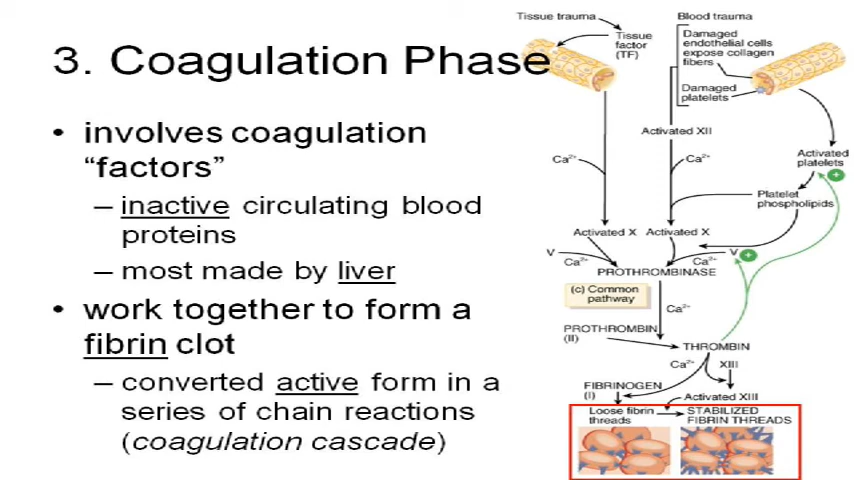 3. Coagulation Phase
• involves coagulation
“factors”
– inactive circulating blood
proteins
– most made by liver
• work together to form a
fibrin clot
– converted active form in a
series of chain reactions
(coagulation cascade)
Tissue trauma
Tissue
factor
(TF)
Blood trauma
Damaged
endothelial cells
expose collagen
fibers
Damaged
platelets
Activated XII
Ca2+
Ca2+
Activated
platelets
+
Platelet
phospholipids
Activated X
Activated X
V
Ca2+
Ca2+
V
+
PROTHROMBINASE
(c) Common
pathway
Ca2+
PROTHROMBIN
(II)
THROMBIN
Ca2+
XIII
FIBRINOGEN
(I)
Activated XIII
Loose fibrin
threads
STABILIZED
FIBRIN THREADS